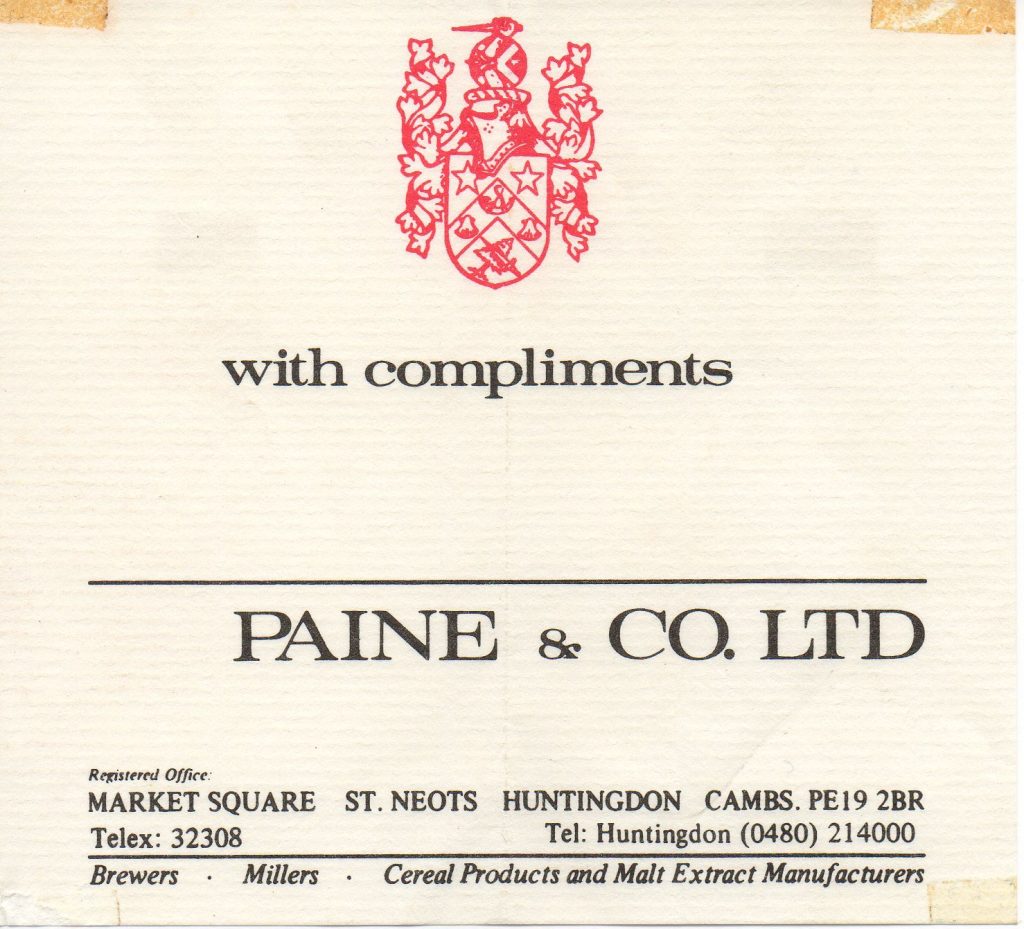 with compliments
PAINE & CO. LTD
Registered Office:
MARKET SQUARE ST. NEOTS HUNTINGDON CAMBS. PE19 2BR
Telex: 32308 Tel: Huntingdon (0480) 214000
Brewers · Millers · Cereal Products and Malt Extract Manufacturers